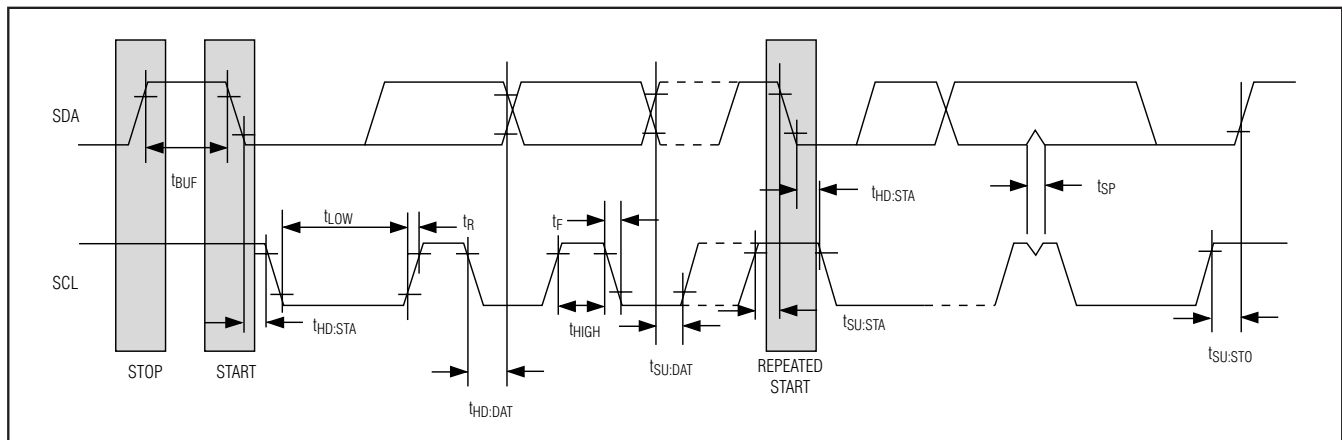 SDA
tBUF
tLOW
tR
tF
tHD:STA
tSP
SCL
tHD:STA
tHIGH
tSU:STA
tSU:DAT
tSU:STO
STOP
START
REPEATED
START
tHD:DAT